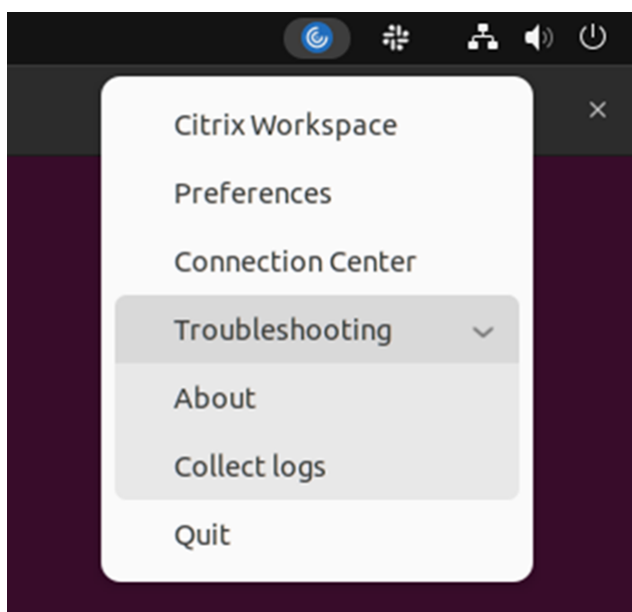 Citrix Workspace
Preferences
Connection Center
Troubleshooting
About
Collect logs
Quit